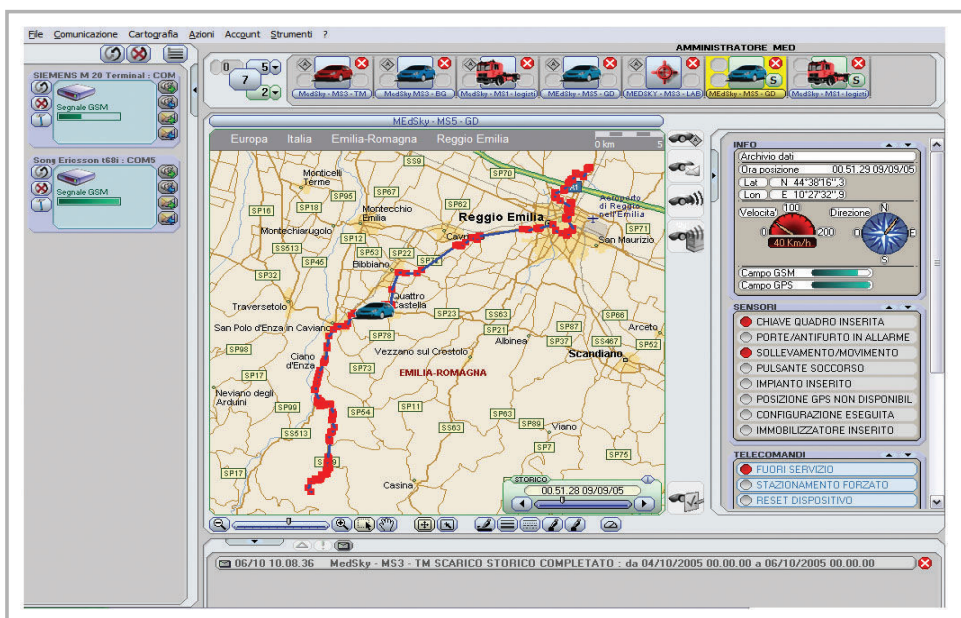 File Comunicazione Cartografia Azioni Account Strumenti ?
AMMINISTRATORE MED
SIEMENS M 20 Terminal : COM
Segnale GSM
Sony Ericsson t68i : COM5
Segnale GSM
0 5
7
2
MedSky - MS3 - TM
MedSky MS3 - BG
MedSky - MS1 - logisti
MEdSky - MS5 - GD
MEDSKY - MS3 - LAB
MEdSky - MS5 - GD
S
MedSky - MS1 - logisti
S
MEdSky - MS5 - GD
Europa Italia Emilia-Romagna Reggio Emilia
0 km 5
SS9
SP70
Monticelli
Terme
SP95
SP67
SP16
SP18
Montecchio
Emilia
SP62
Aeroporto
di Reggio
nell'Emilia
Reggio Emilia
SP71
Montechiarugolo
SP12
San Maurizio
SS513
SP53
SP22
SP45
Bibbiano
SP32
Quattro
Castella
Traversetolo
SP23
SS63
SP66
San Polo d'Enza in Caviano
SP78
SP21
SP87
Arceto
Albinea
SP37
SS467
SP52
SP98
Ciano
d'Enza
Vezzano sul Crostolo
Scandiano
SP73
EMILIA-ROMAGNA
SP17
Neviano degli
Arduini
SP99
SP54
SP11
SP63
SS513
SS63
SP89
Viano
SP7
SP17
SP75
Casina
STORICO
00.51.28 09/09/05
INFO
Archivio dati
Ora posizione 00.51.29 09/09/05
Lat N 44°38'16",3
Lon E 10°27'32",9
Velocita' 100 Direzione N
0 200 O E
40 Km/h
S
Campo GSM
Campo GPS
SENSORI
CHIAVE QUADRO INSERITA
PORTE/ANTIFURTO IN ALLARME
SOLLEVAMENTO/MOVIMENTO
PULSANTE SOCCORSO
IMPIANTO INSERITO
POSIZIONE GPS NON DISPONIBIL
CONFIGURAZIONE ESEGUITA
IMMOBILIZZATORE INSERITO
TELECOMANDI
FUORI SERVIZIO
STAZIONAMENTO FORZATO
RESET DISPOSITIVO
06/10 10.08.36 MedSky - MS3 - TM SCARICO STORICO COMPLETATO : da 04/10/2005 00.00.00 a 06/10/2005 00.00.00